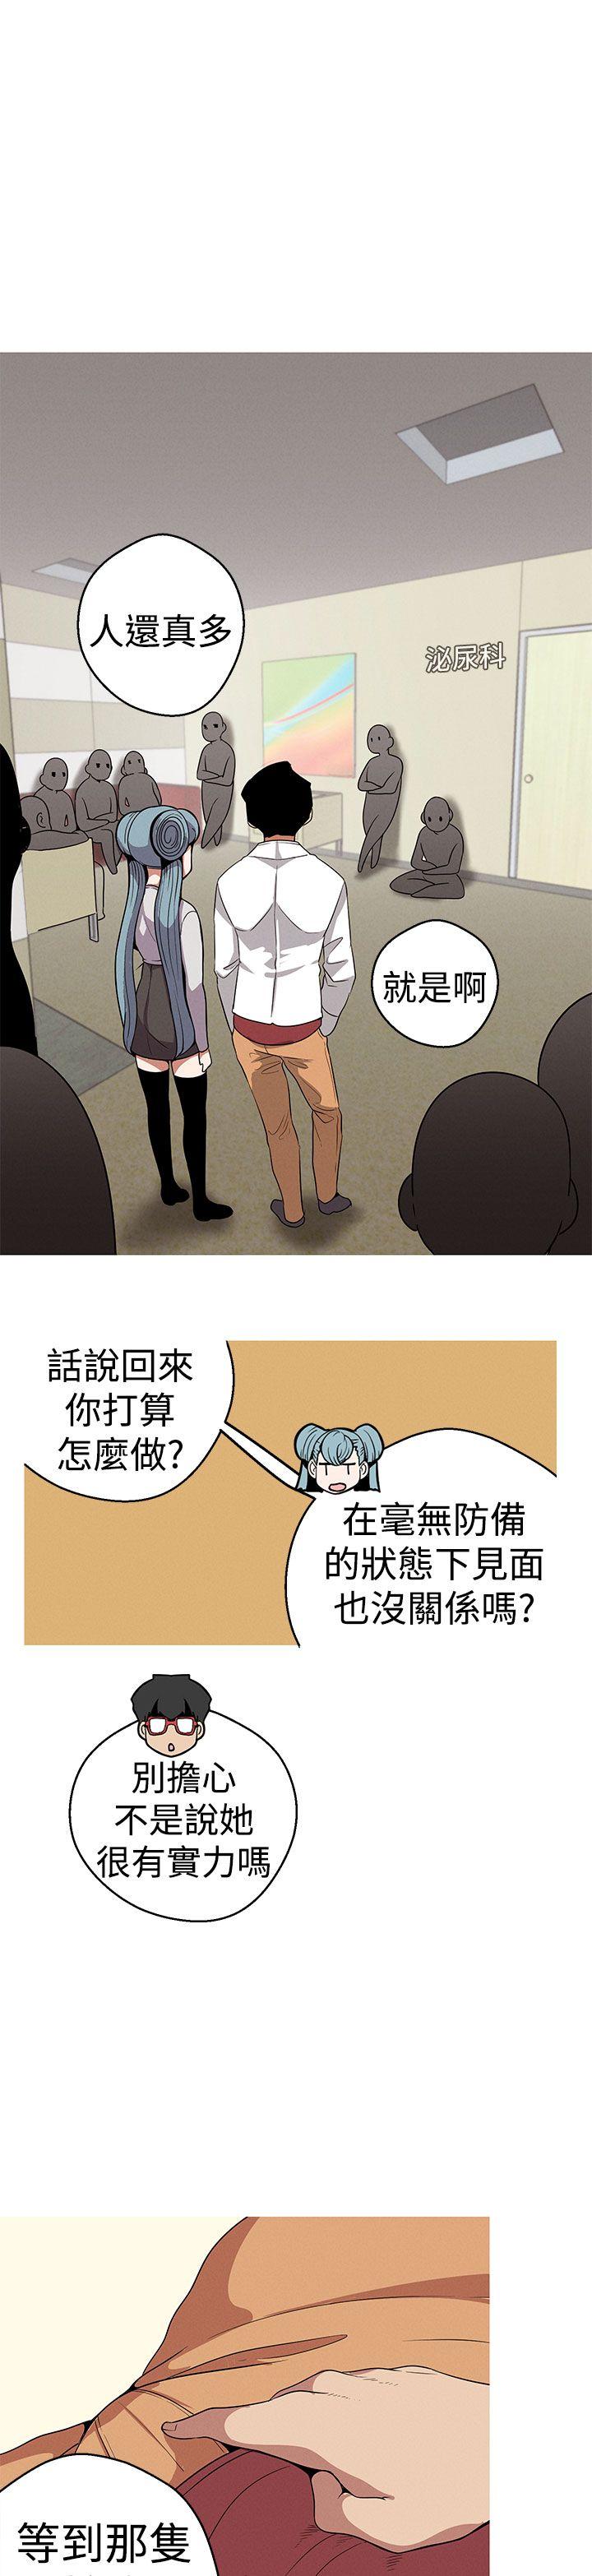 人還真多
泌尿科
就是啊
話說回來
你打算
怎麼做?
在毫無防備
的狀態下見面
也沒關係嗎?
別擔心
不是說她
很有實力嗎
等到那隻